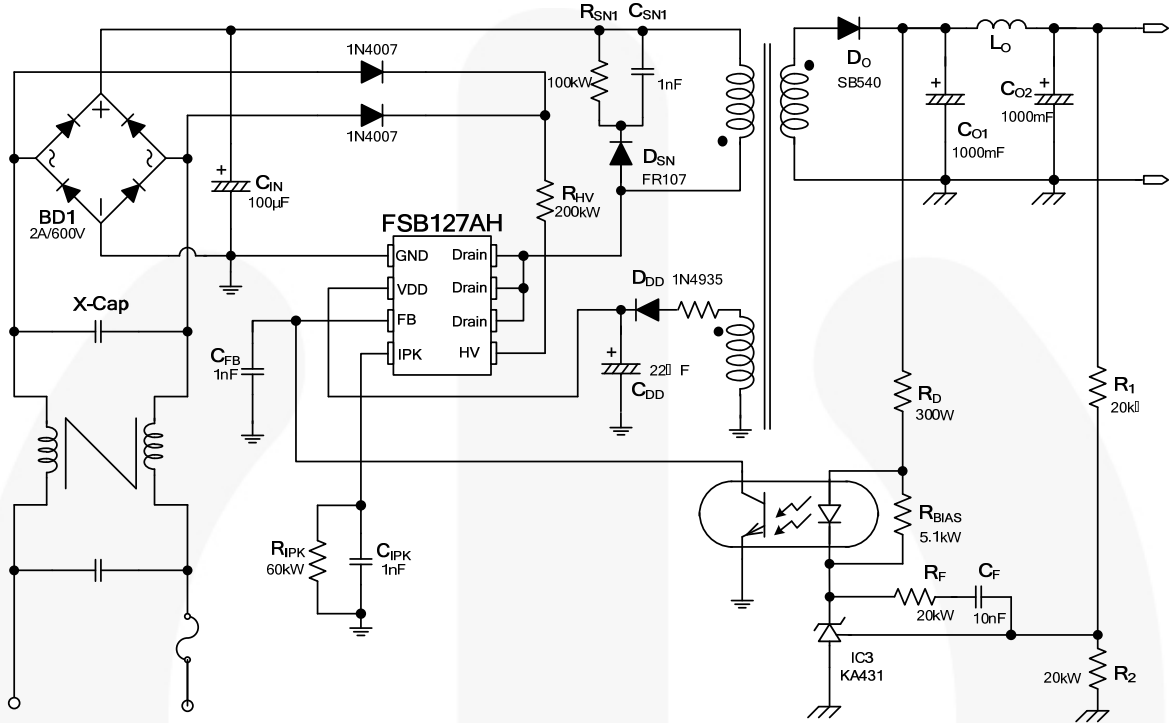 RSN1 CSN1
1N4007
100kW
1nF
1N4007
DO
SB540
LO
+
CO1
1000mF
+
CO2
1000mF
+
−
BD1
2A/600V
+
CIN
100µF
DSN
FR107
RHV
200kW
FSB127AH
GND
VDD
FB
IPK
Drain
Drain
Drain
HV
DDD 1N4935
+
22▯ F
CDD
X-Cap
CFB
1nF
RD
300W
R1
20k▯
RBIAS
5.1kW
RIPK
60kW
CIPK
1nF
RF
20kW
CF
10nF
IC3
KA431
20kW
R2